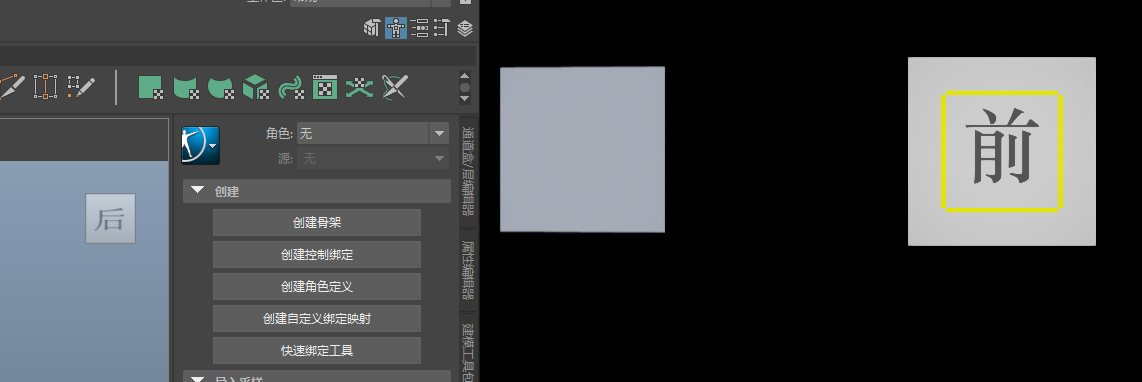 角色: 无
源: 无
创建
创建骨架
创建控制绑定
创建角色定义
创建自定义绑定映射
快速绑定工具
后
通道盒/层编辑器
属性编辑器
建模工具包
前